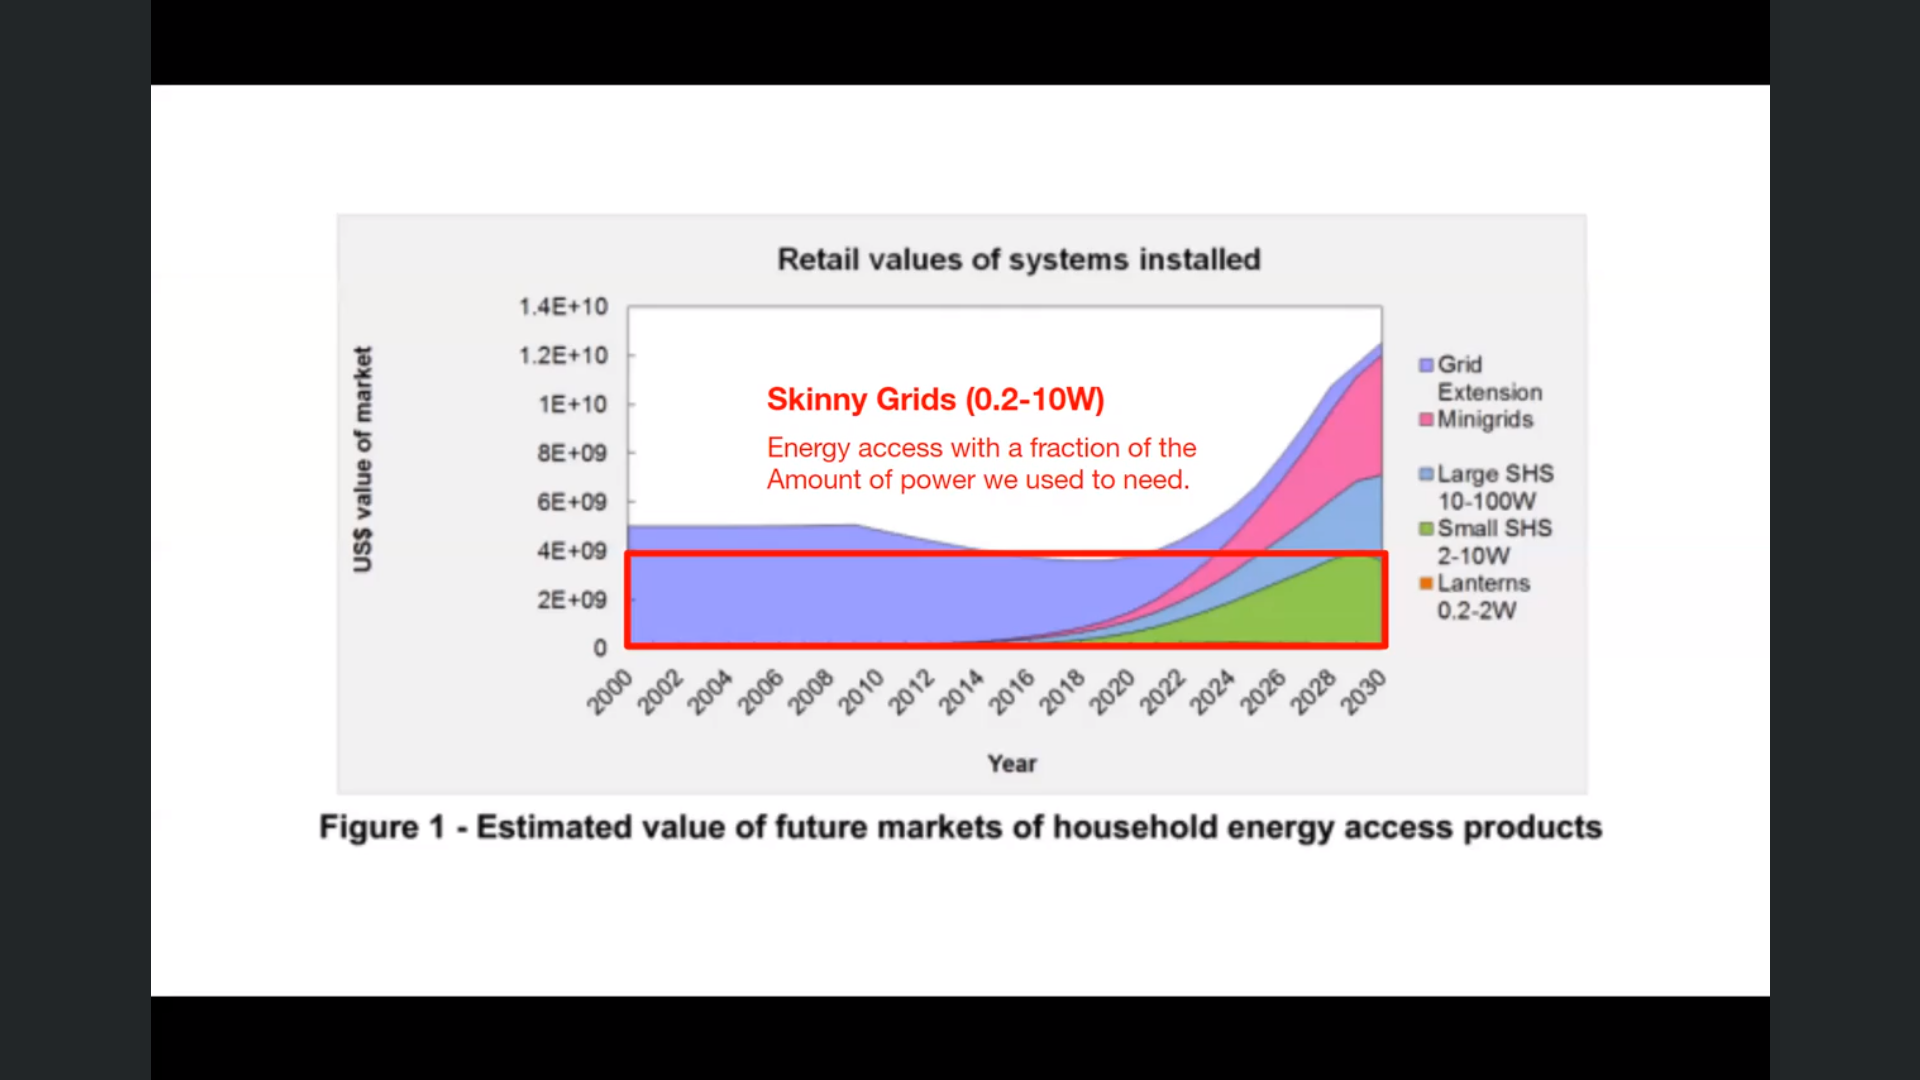 Retail values of systems installed
US$ value of market
1.4E+10
1.2E+10
1E+10
8E+09
6E+09
4E+09
2E+09
0
Skinny Grids (0.2-10W)
Energy access with a fraction of the
Amount of power we used to need.
Grid
Extension
Minigrids
Large SHS
10-100W
Small SHS
2-10W
Lanterns
0.2-2W
2000 2002 2004 2006 2008 2010 2012 2014 2016 2018 2020 2022 2024 2026 2028 2030
Year
Figure 1 - Estimated value of future markets of household energy access products